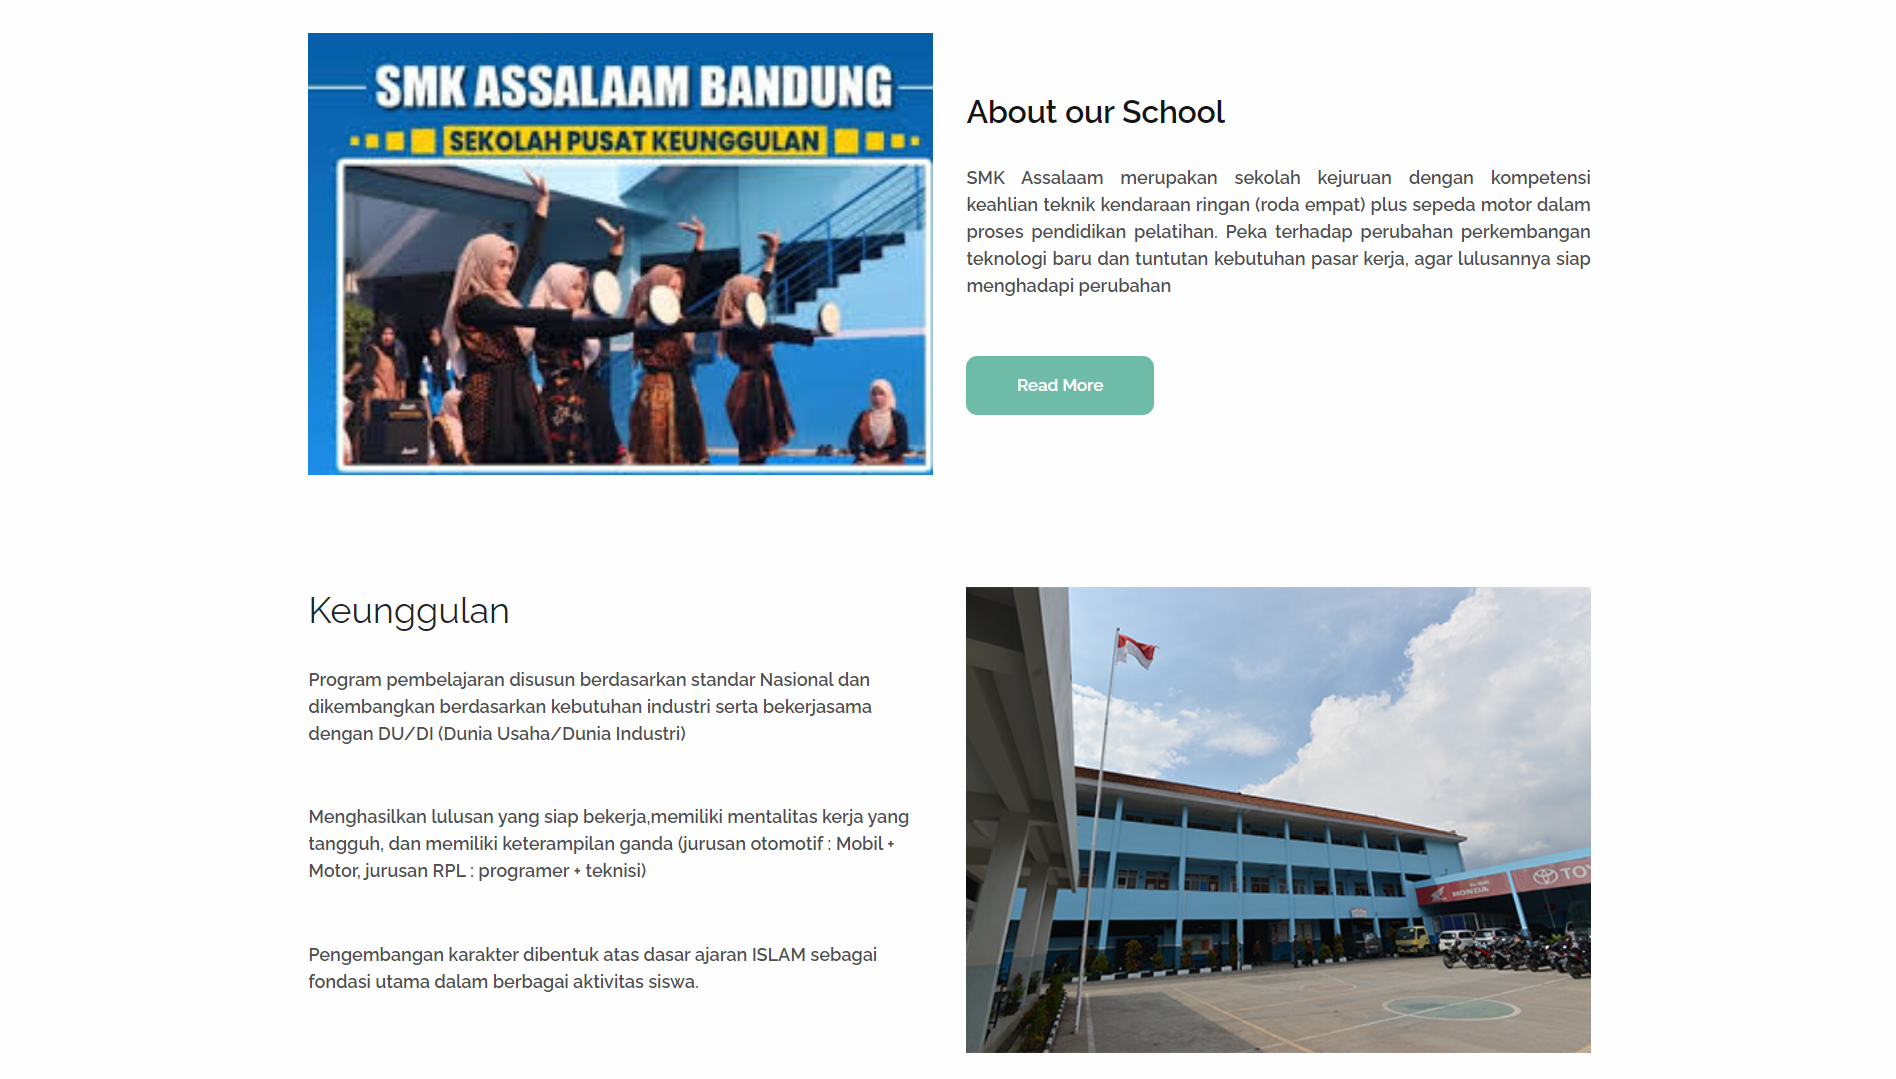 SMK ASSALAAM BANDUNG
SEKOLAH PUSAT KEUNGGULAN
About our School
SMK Assalaam merupakan sekolah kejuruan dengan kompetensi
keahlian teknik kendaraan ringan (roda empat) plus sepeda motor dalam
proses pendidikan pelatihan. Peka terhadap perubahan perkembangan
teknologi baru dan tuntutan kebutuhan pasar kerja, agar lulusannya siap
menghadapi perubahan
Read More
Keunggulan
Program pembelajaran disusun berdasarkan standar Nasional dan
dikembangkan berdasarkan kebutuhan industri serta bekerjasama
dengan DU/DI (Dunia Usaha/Dunia Industri)
Menghasilkan lulusan yang siap bekerja,memiliki mentalitas kerja yang
tangguh, dan memiliki keterampilan ganda (jurusan otomotif : Mobil +
Motor, jurusan RPL : programer + teknisi)
Pengembangan karakter dibentuk atas dasar ajaran ISLAM sebagai
fondasi utama dalam berbagai aktivitas siswa.
HONDA
TOY